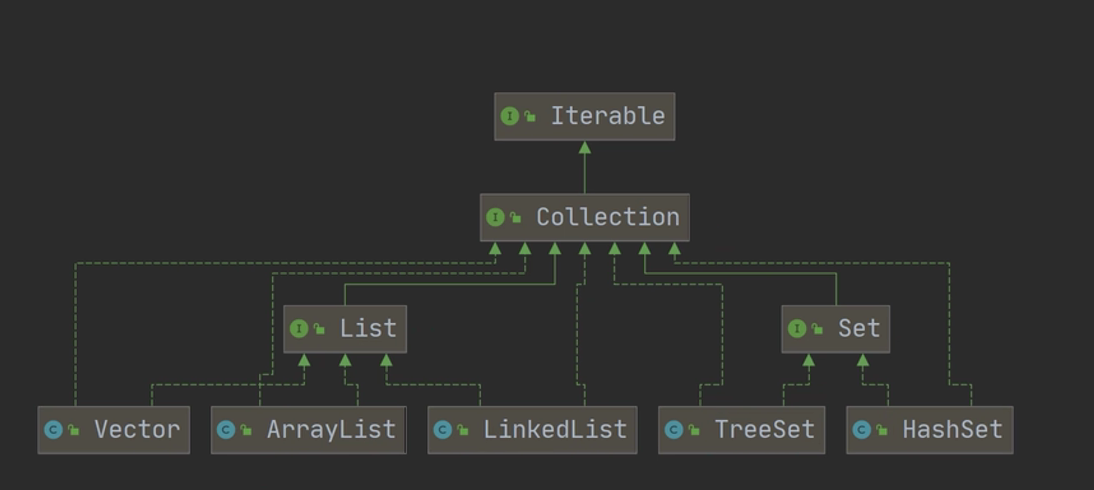 I Iterable
I Collection
I List
I Set
C Vector
C ArrayList
C LinkedList
C TreeSet
C HashSet